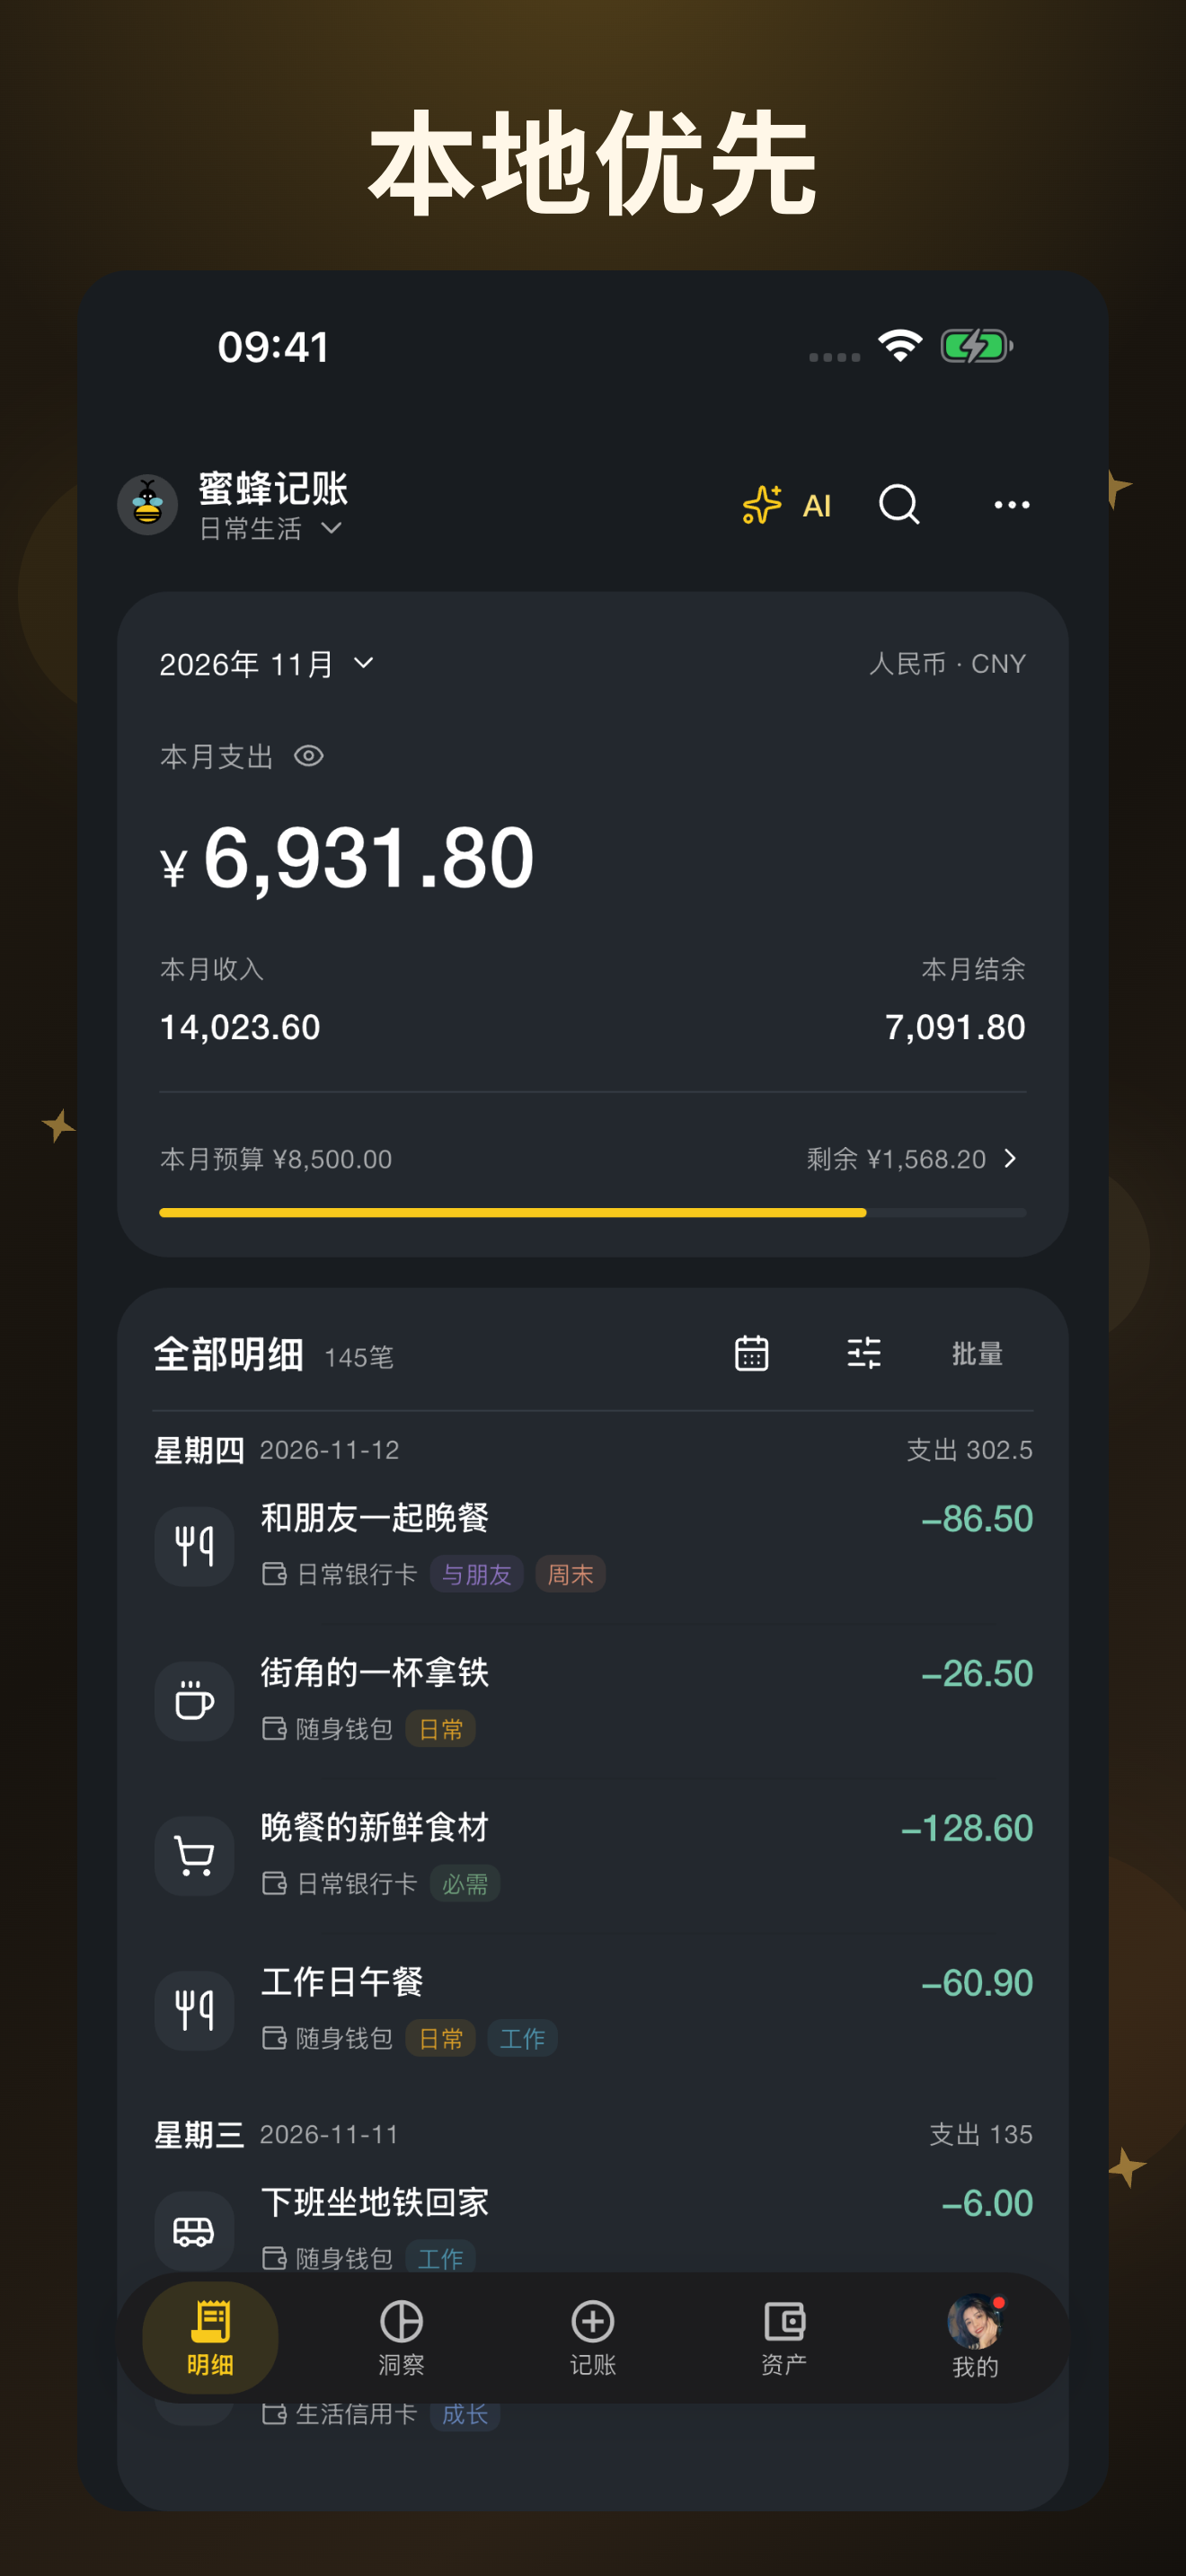 本地优先
09:41
蜜蜂记账
日常生活
AI
2026年 11月
人民币 · CNY
本月支出
¥ 6,931.80
本月收入
本月结余
14,023.60
7,091.80
本月预算 ¥8,500.00
剩余 ¥1,568.20
全部明细 145笔
批量
星期四 2026-11-12
支出 302.5
和朋友一起晚餐
-86.50
日常银行卡 与朋友 周末
街角的一杯拿铁
-26.50
随身钱包 日常
晚餐的新鲜食材
-128.60
日常银行卡 必需
工作日午餐
-60.90
随身钱包 日常 工作
星期三 2026-11-11
支出 135
下班坐地铁回家
-6.00
随身钱包 工作
明细
洞察
记账
资产
我的
生活信用卡 成长